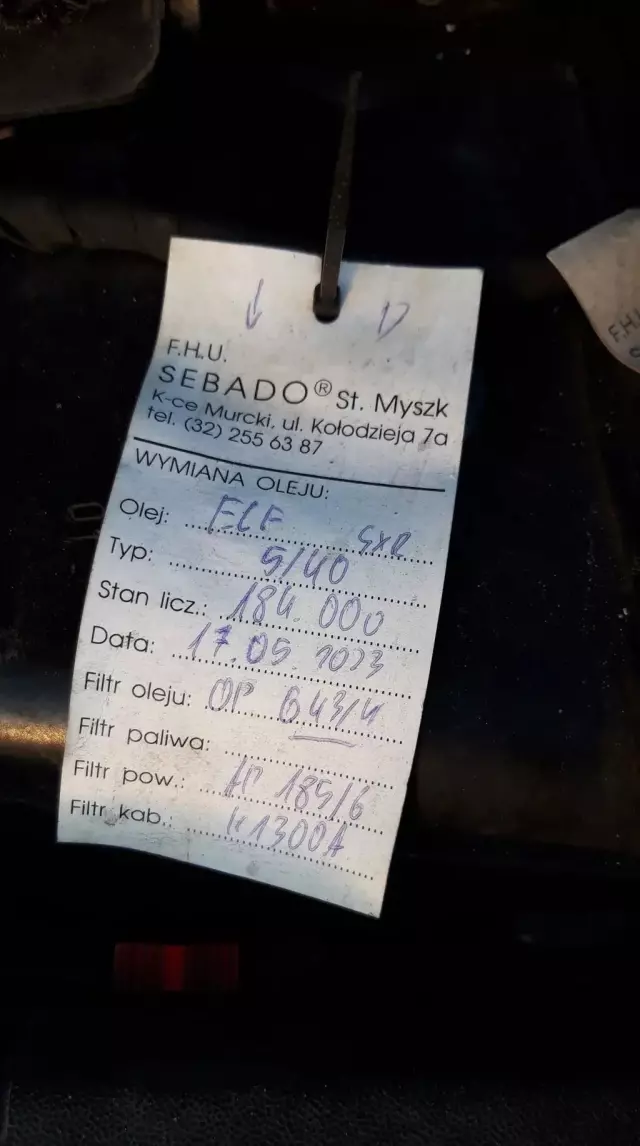 F.H.U.
SEBADO® St. Myszk
K-ce Murcki, ul. Kołodzieja 7a
tel. (32) 255 63 87
WYMIANA OLEJU:
Olej: ELF SXR
Typ: 5/40
Stan licz.: 184.000
Data: 17.05.2023
Filtr oleju: OP 643/4
Filtr paliwa:
Filtr pow.: AP 185/6
Filtr kab.: K1300A
F.H.U